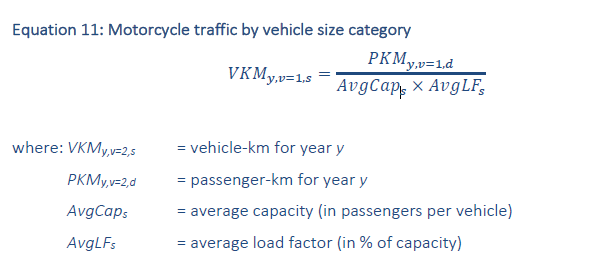 Equation 11: Motorcycle traffic by vehicle size category
VKM_{y,v=1,s} = \frac{PKM_{y,v=1,d}}{AvgCap_s × AvgLF_s}
where: VKM_{y,v=2,s} = vehicle-km for year y
PKM_{y,v=2,d} = passenger-km for year y
AvgCap_s = average capacity (in passengers per vehicle)
AvgLF_s = average load factor (in % of capacity)